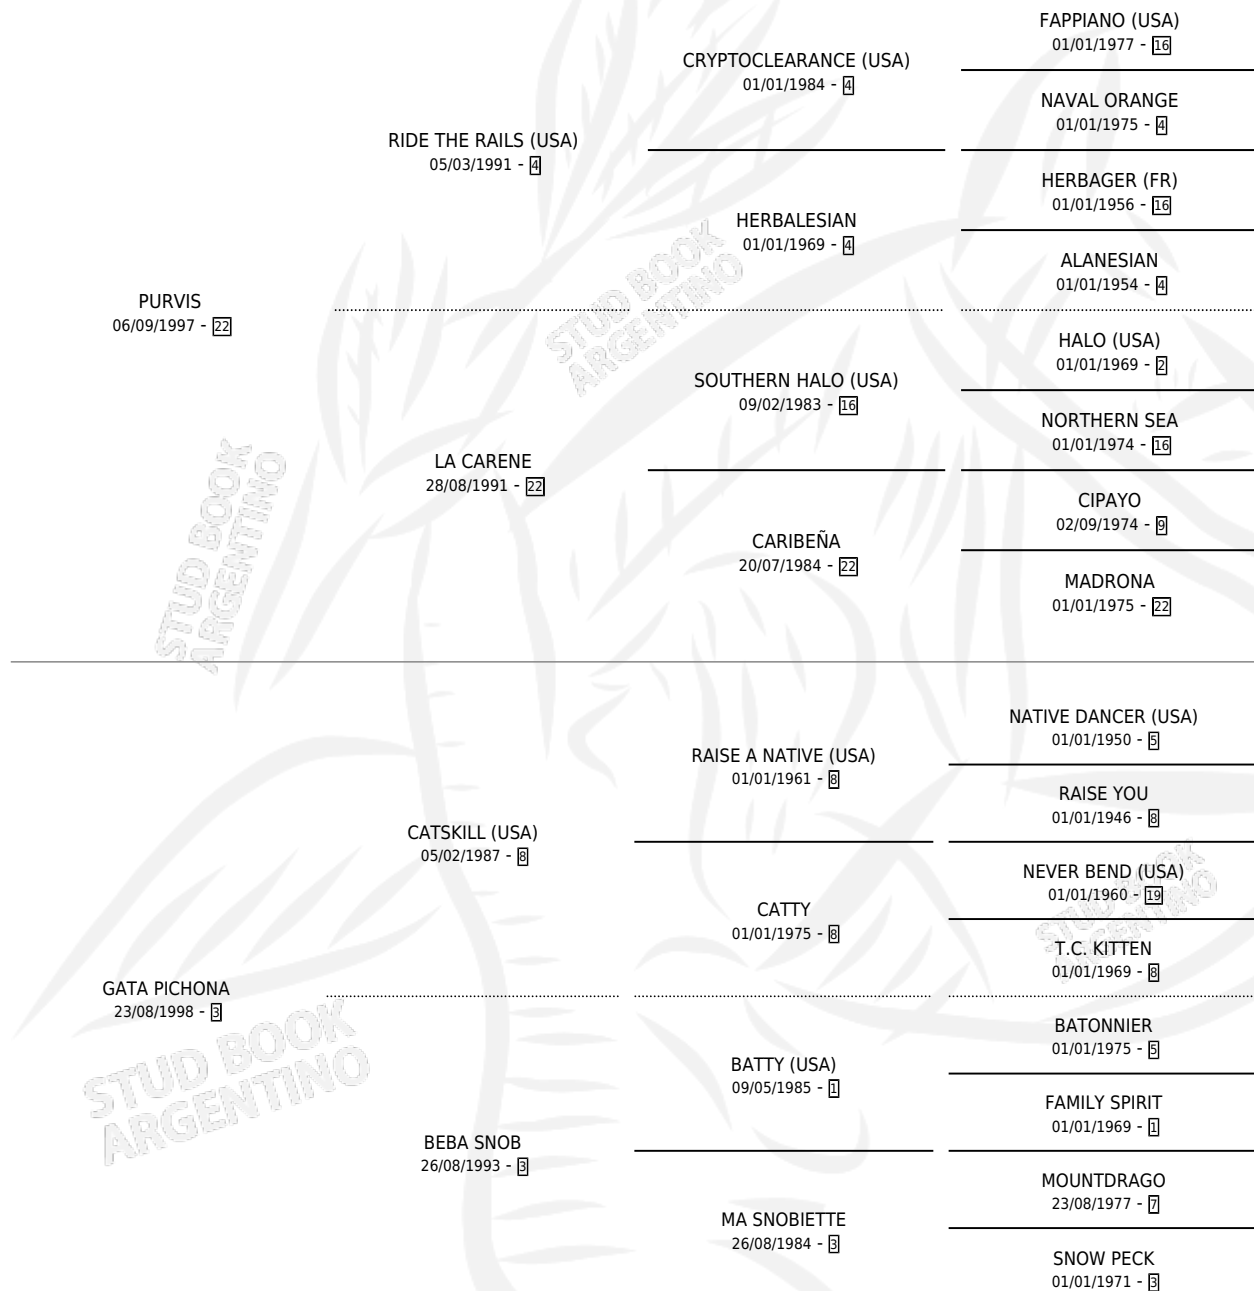 FAPPIANO (USA)
01/01/1977 - 16
CRYPTOCLEARANCE (USA)
01/01/1984 - 4
NAVAL ORANGE
01/01/1975 - 4
RIDE THE RAILS (USA)
05/03/1991 - 4
HERBAGER (FR)
01/01/1956 - 16
HERBALESIAN
01/01/1969 - 4
ALANESIAN
01/01/1954 - 4
PURVIS
06/09/1997 - 22
HALO (USA)
01/01/1969 - 2
SOUTHERN HALO (USA)
09/02/1983 - 16
NORTHERN SEA
01/01/1974 - 16
LA CARENE
28/08/1991 - 22
CIPAYO
02/09/1974 - 9
CARIBEÑA
20/07/1984 - 22
MADRONA
01/01/1975 - 22
NATIVE DANCER (USA)
01/01/1950 - 5
RAISE A NATIVE (USA)
01/01/1961 - 8
RAISE YOU
01/01/1946 - 8
CATSKILL (USA)
05/02/1987 - 8
NEVER BEND (USA)
01/01/1960 - 19
CATTY
01/01/1975 - 8
T.C. KITTEN
01/01/1969 - 8
GATA PICHONA
23/08/1998 - 3
BATONNIER
01/01/1975 - 5
BATTY (USA)
09/05/1985 - 1
FAMILY SPIRIT
01/01/1969 - 1
BEBA SNOB
26/08/1993 - 3
MOUNTDRAGO
23/08/1977 - 7
MA SNOBIETTE
26/08/1984 - 3
SNOW PECK
01/01/1971 - 3
STUD BOOK
ARGENTINO
STUD BOOK
ARGENTINO
STUD BOOK
ARGENTINO
STUD BOOK
ARGENTINO